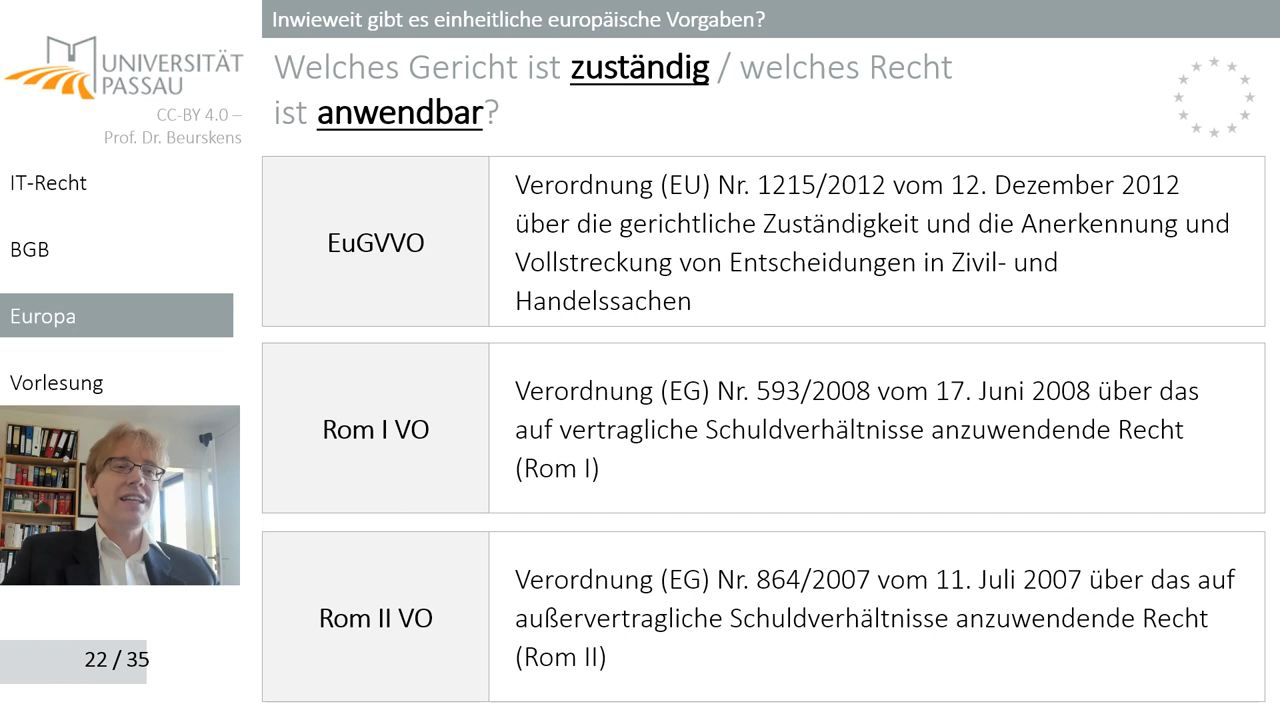 Inwieweit gibt es einheitliche europäische Vorgaben?
UNIVERSITÄT
PASSAU
CC-BY 4.0 –
Prof. Dr. Beurskens
IT-Recht
BGB
Europa
Vorlesung
22 / 35
Welches Gericht ist zuständig / welches Recht
ist anwendbar?
EuGVVO
Verordnung (EU) Nr. 1215/2012 vom 12. Dezember 2012
über die gerichtliche Zuständigkeit und die Anerkennung und
Vollstreckung von Entscheidungen in Zivil- und
Handelssachen
Rom I VO
Verordnung (EG) Nr. 593/2008 vom 17. Juni 2008 über das
auf vertragliche Schuldverhältnisse anzuwendende Recht
(Rom I)
Rom II VO
Verordnung (EG) Nr. 864/2007 vom 11. Juli 2007 über das auf
außervertragliche Schuldverhältnisse anzuwendende Recht
(Rom II)